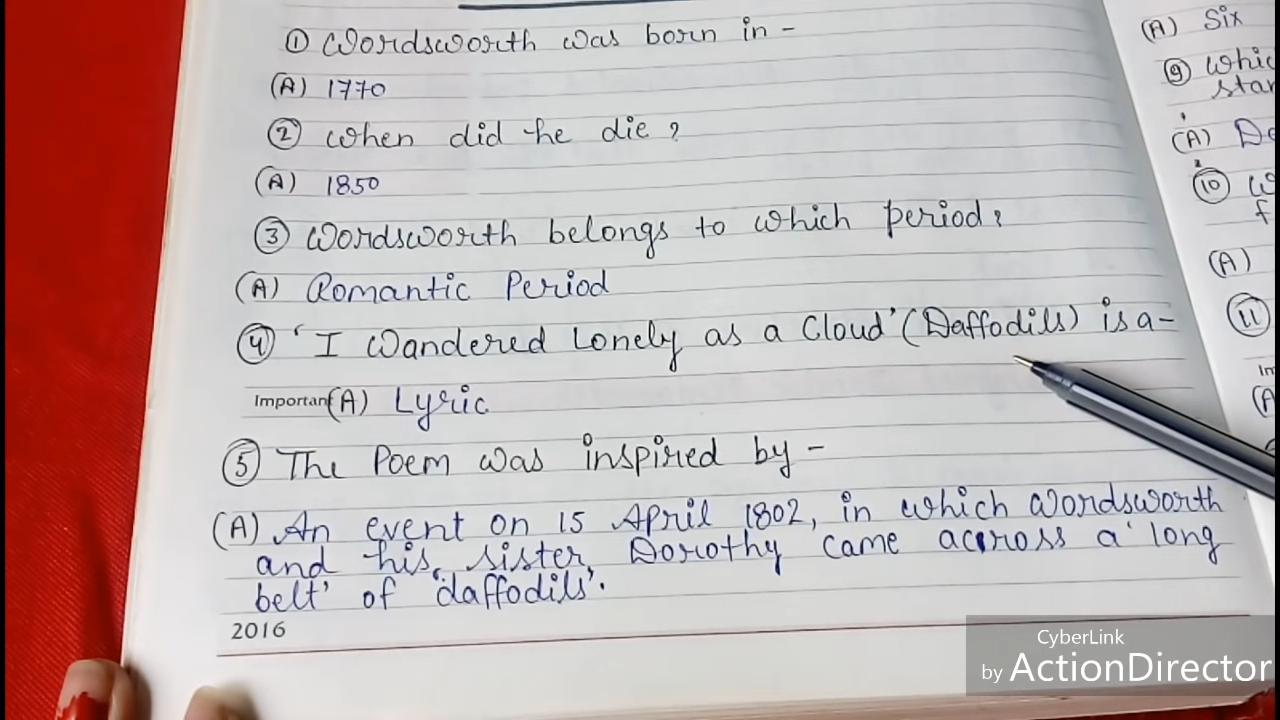 ① Wordsworth was born in -
(A) 1770
② When did he die ?
(A) 1850
③ Wordsworth belongs to which period?
(A) Romantic Period
④ 'I Wandered Lonely as a Cloud' (Daffodils) is a-
Important (A) Lyric
⑤ The Poem was inspired by -
(A) An event on 15 April 1802, in which Wordsworth
and his sister, Dorothy came across a 'long
belt' of 'daffodils'.
2016
(A) Six
⑨
(A)
⑩
(A)
⑪
CyberLink
by ActionDirector